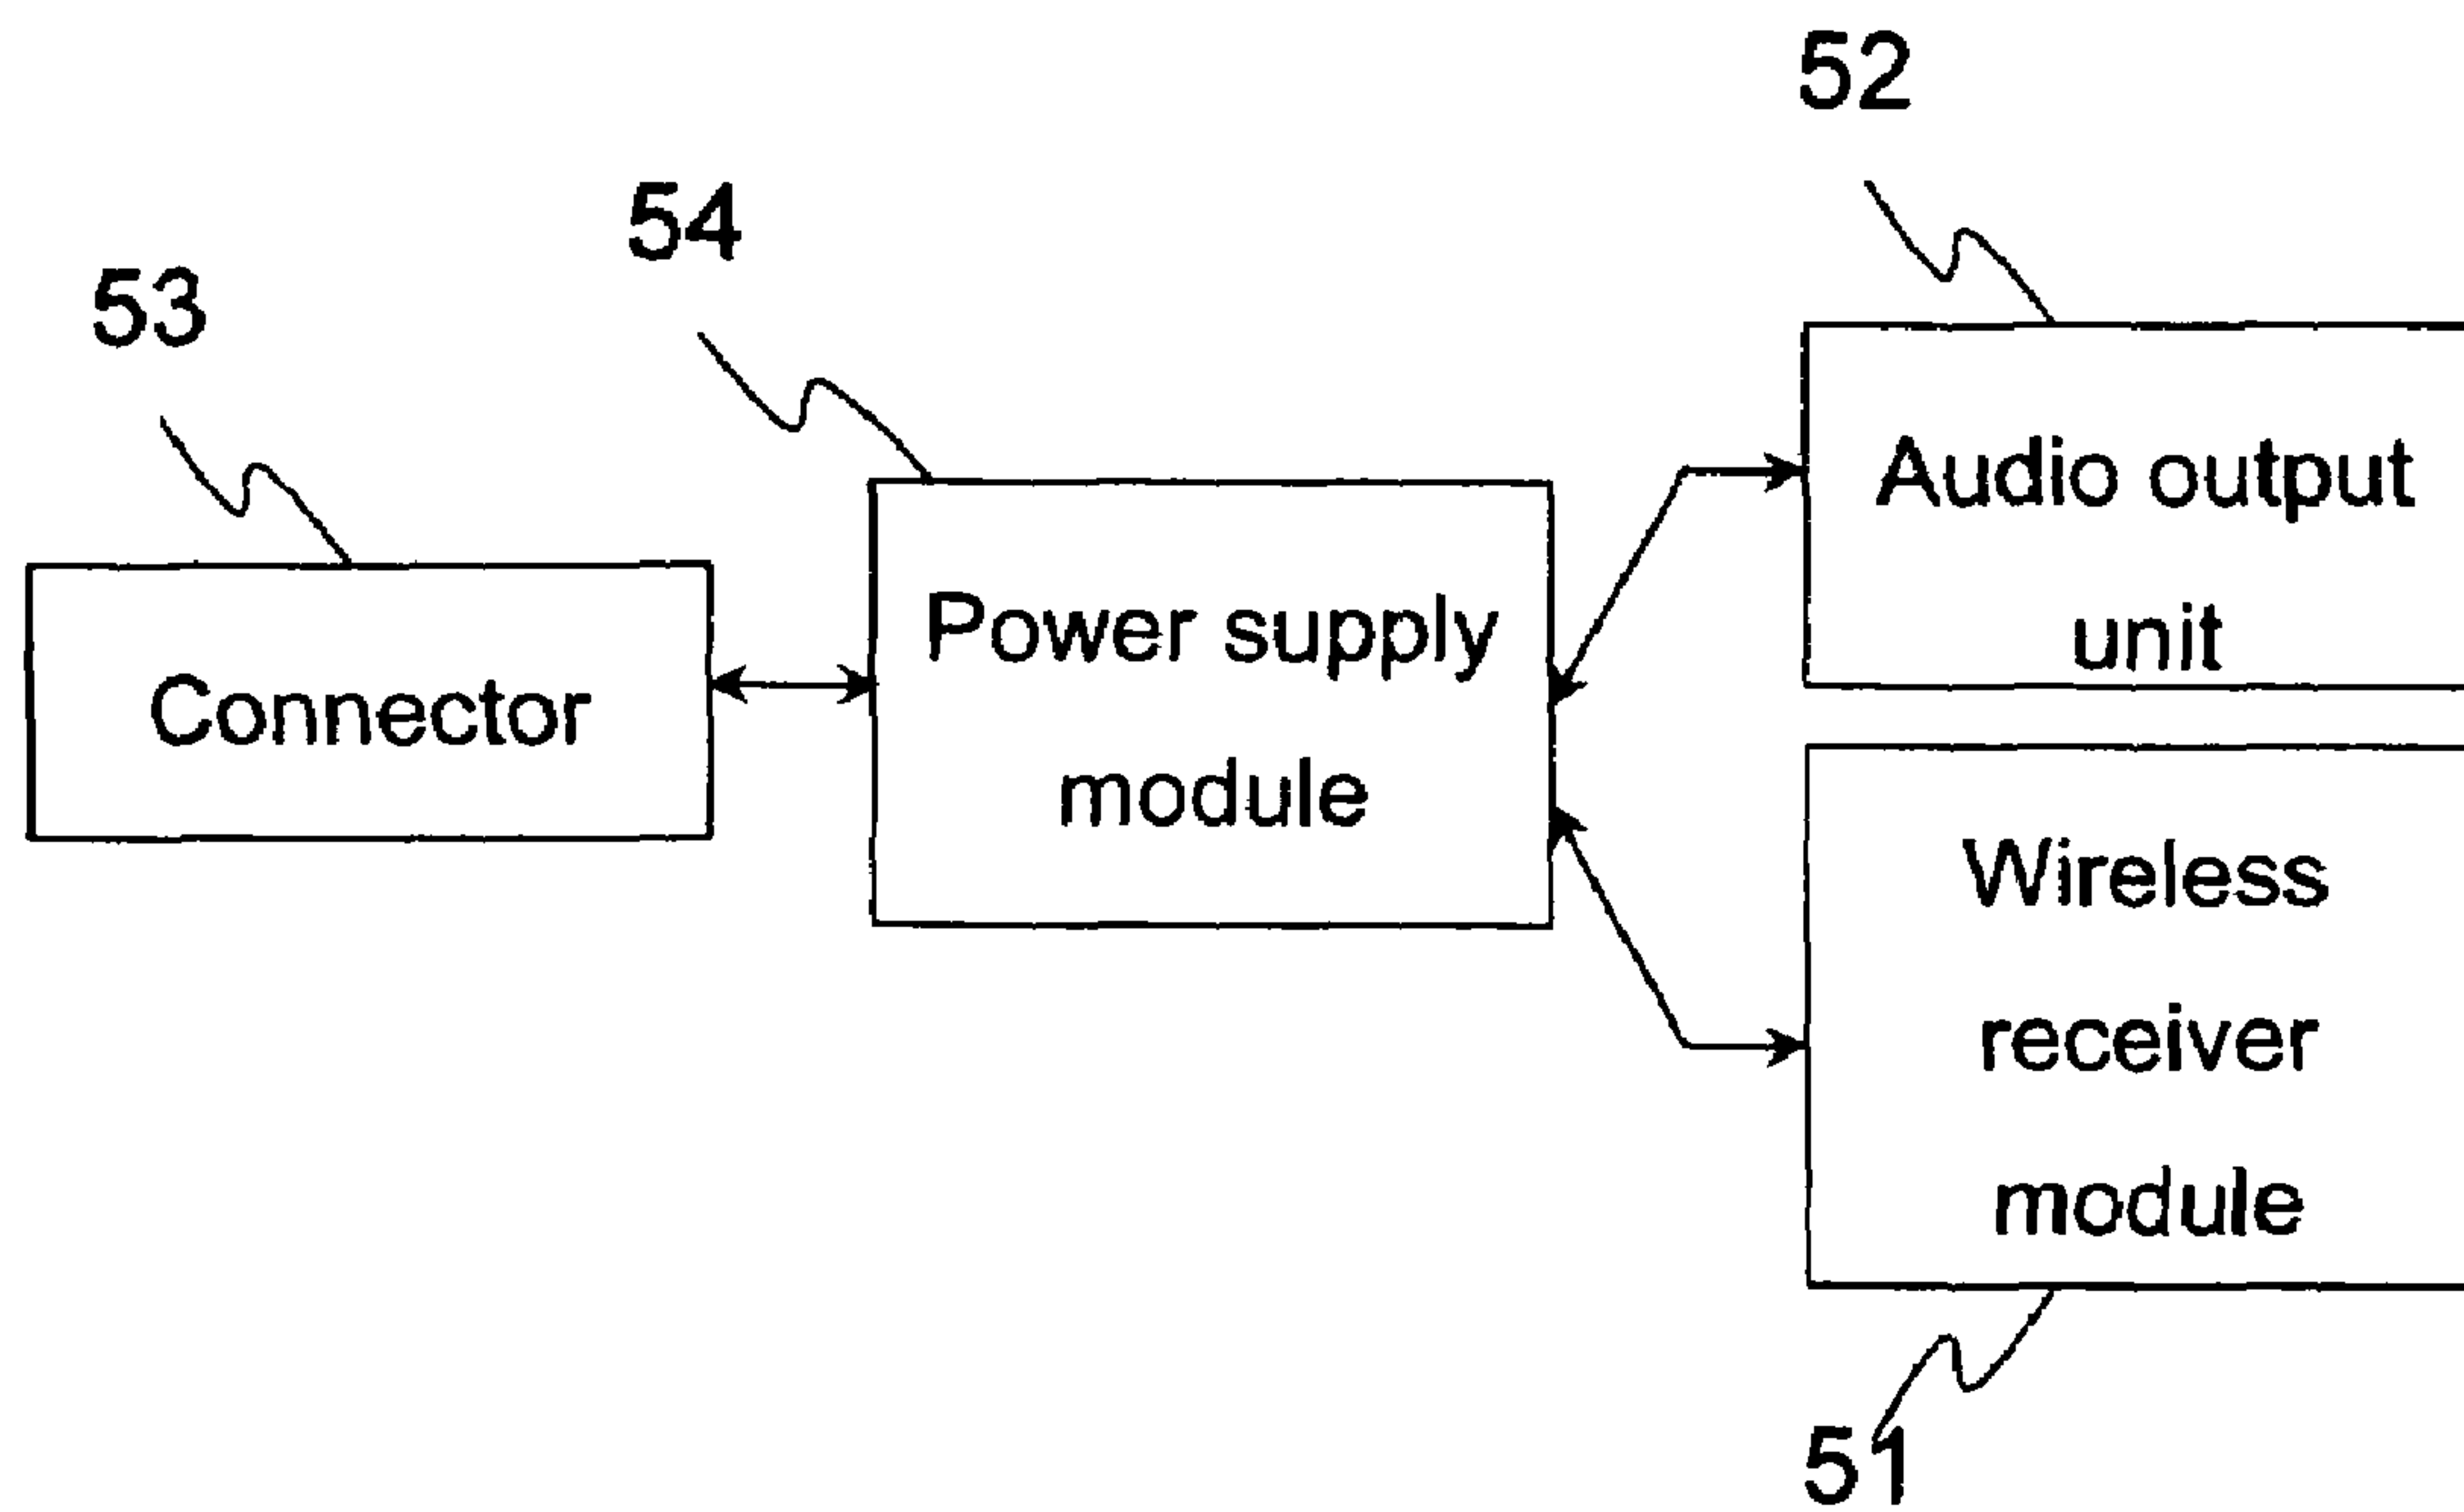 52
54
53
Audio output
unit
Power supply
module
Connector
Wireless
receiver
module
51